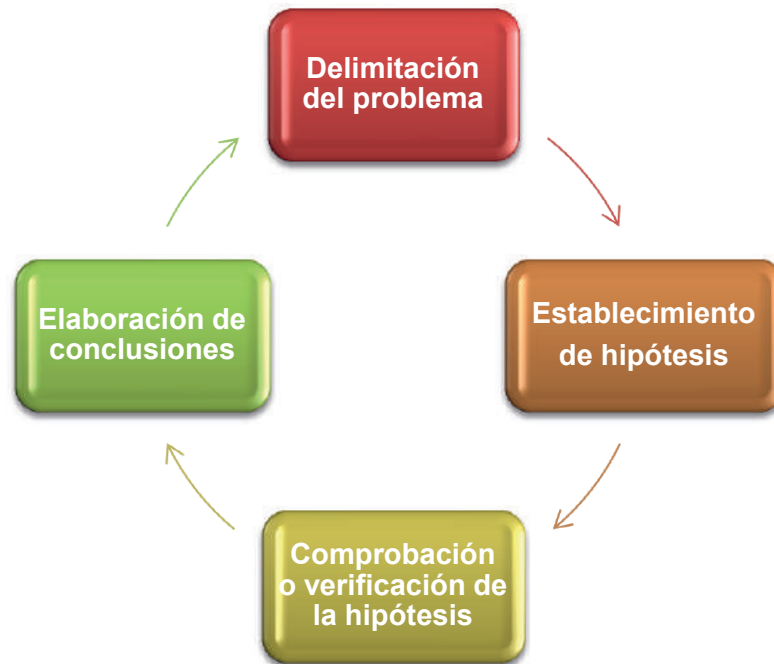 Delimitación
del problema
Establecimiento
de hipótesis
Comprobación
o verificación de
la hipótesis
Elaboración de
conclusiones